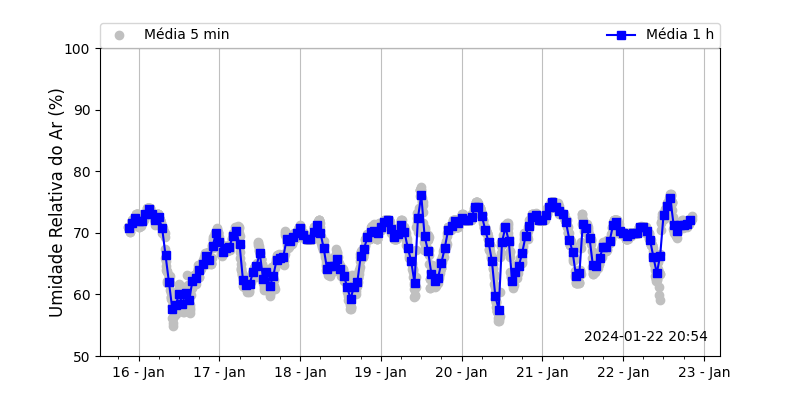 Média 5 min
Média 1 h
Umidade Relativa do Ar (%)
100
90
80
70
60
50
2024-01-22 20:54
16 - Jan
17 - Jan
18 - Jan
19 - Jan
20 - Jan
21 - Jan
22 - Jan
23 - Jan